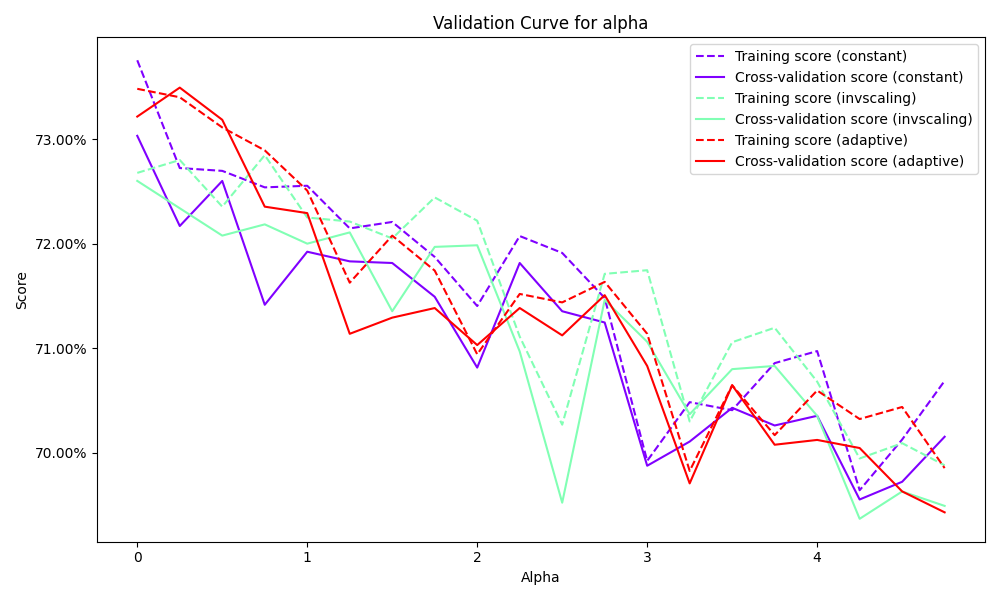 Validation Curve for alpha
Training score (constant)
Cross-validation score (constant)
Training score (invscaling)
Cross-validation score (invscaling)
Training score (adaptive)
Cross-validation score (adaptive)
Score
73.00%
72.00%
71.00%
70.00%
0 1 2 3 4
Alpha